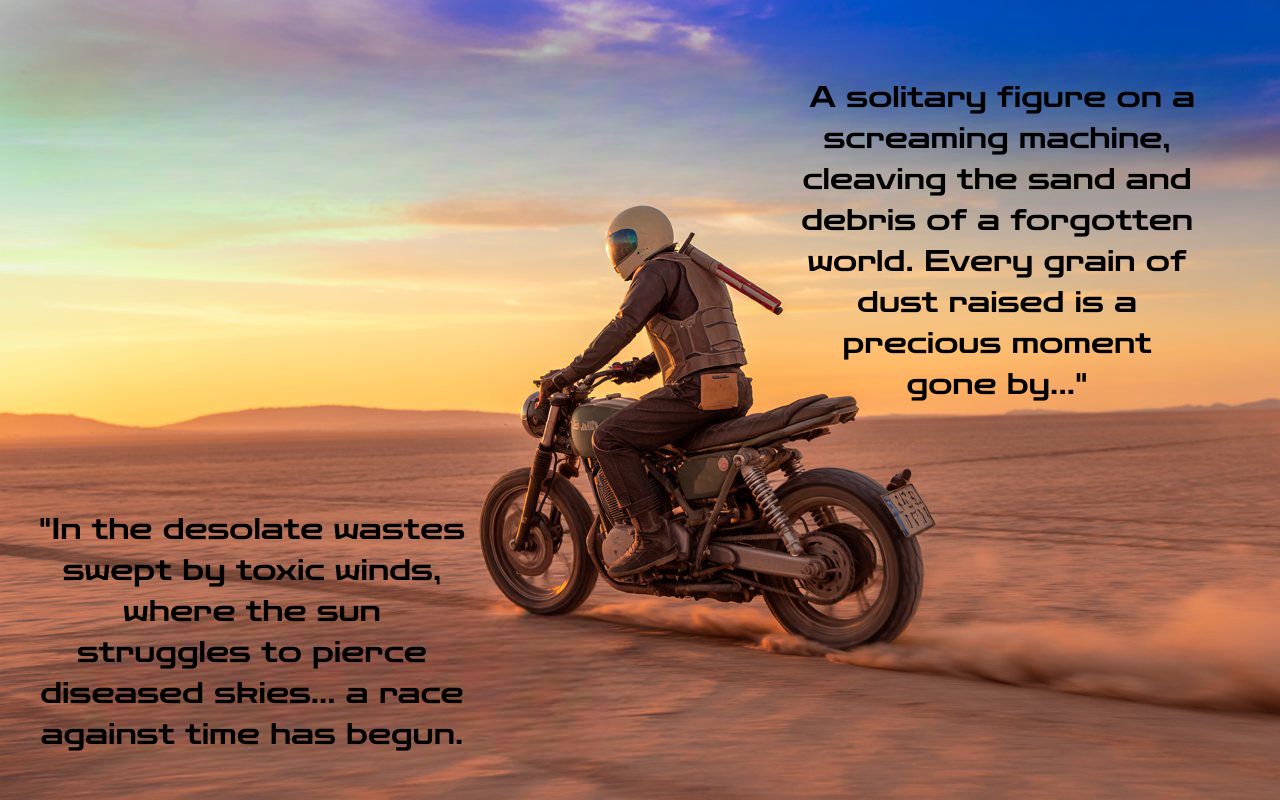 "In the desolate wastes
swept by toxic winds,
where the sun
struggles to pierce
diseased skies... a race
against time has begun.
A solitary figure on a
screaming machine,
cleaving the sand and
debris of a forgotten
world. Every grain of
dust raised is a
precious moment
gone by..."